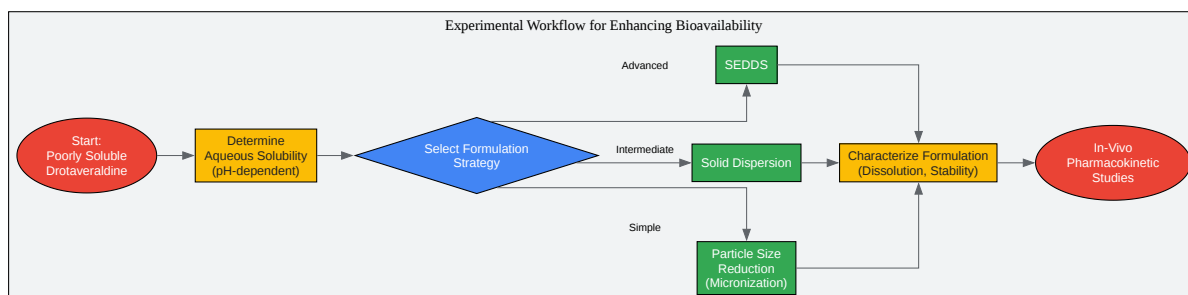 Experimental Workflow for Enhancing Bioavailability
Start:
Poorly Soluble
Drotaveraldine
Determine
Aqueous Solubility
(pH-dependent)
Select Formulation
Strategy
Advanced
SEDDS
Intermediate
Solid Dispersion
Simple
Particle Size
Reduction
(Micronization)
Characterize Formulation
(Dissolution, Stability)
In-Vivo
Pharmacokinetic
Studies